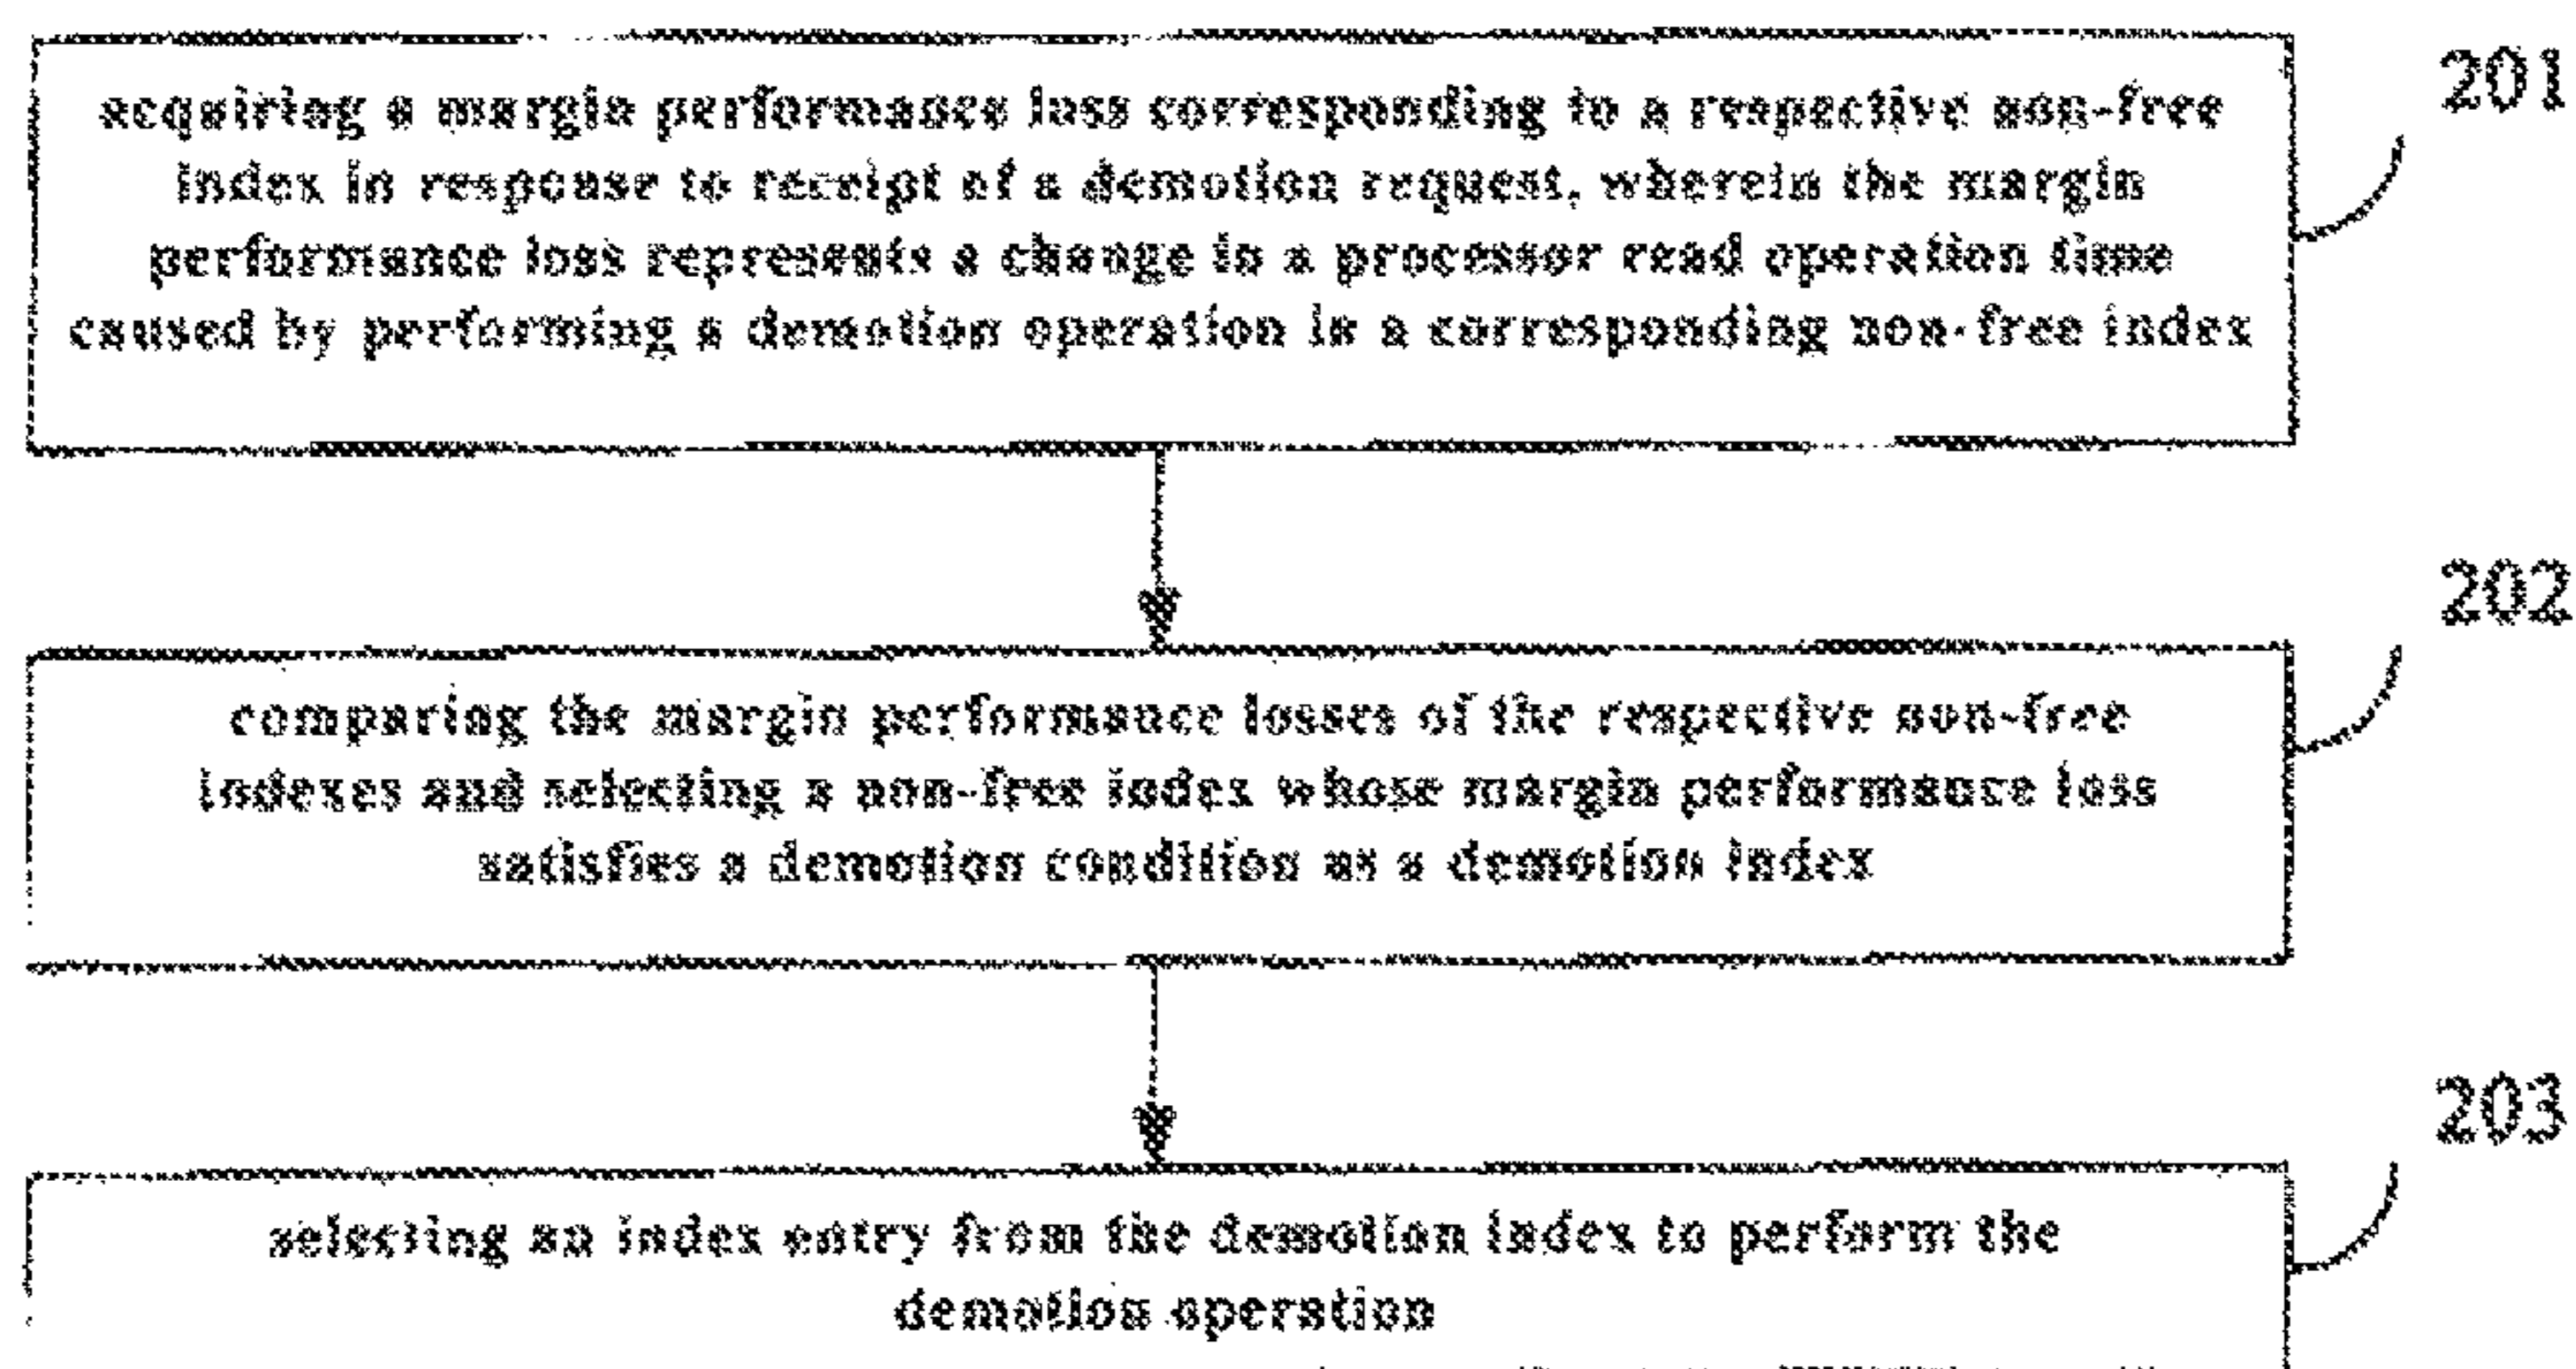 201
acquiring a margin performance loss corresponding to a respective non-free
index in response to receipt of a demotion request, wherein the margin
performance loss represents a change in a processor read operation time
caused by performing a demotion operation in a corresponding non-free index
202
comparing the margin performance losses of the respective non-free
indexes and selecting a non-free index whose margin performance loss
satisfies a demotion condition as a demotion index
203
selecting an index entry from the demotion index to perform the
demotion operation